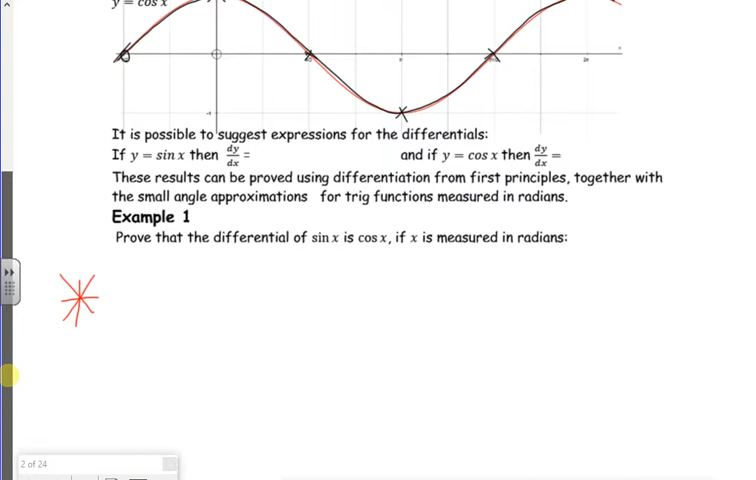 y = cos x
-1
2π
It is possible to suggest expressions for the differentials:
If y = sin x then dy/dx = and if y = cos x then dy/dx =
These results can be proved using differentiation from first principles, together with
the small angle approximations for trig functions measured in radians.
Example 1
Prove that the differential of sin x is cos x, if x is measured in radians:
2 of 24